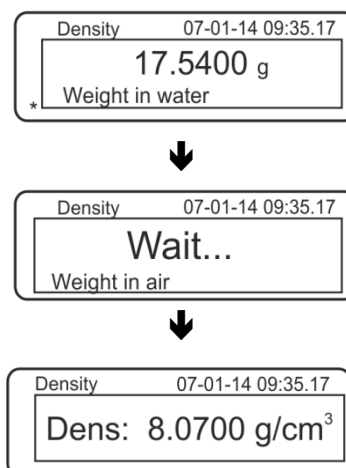 Density 07-01-14 09:35.17
17.5400 g
* Weight in water
Density 07-01-14 09:35.17
Wait...
Weight in air
Density 07-01-14 09:35.17
Dens: 8.0700 g/cm³